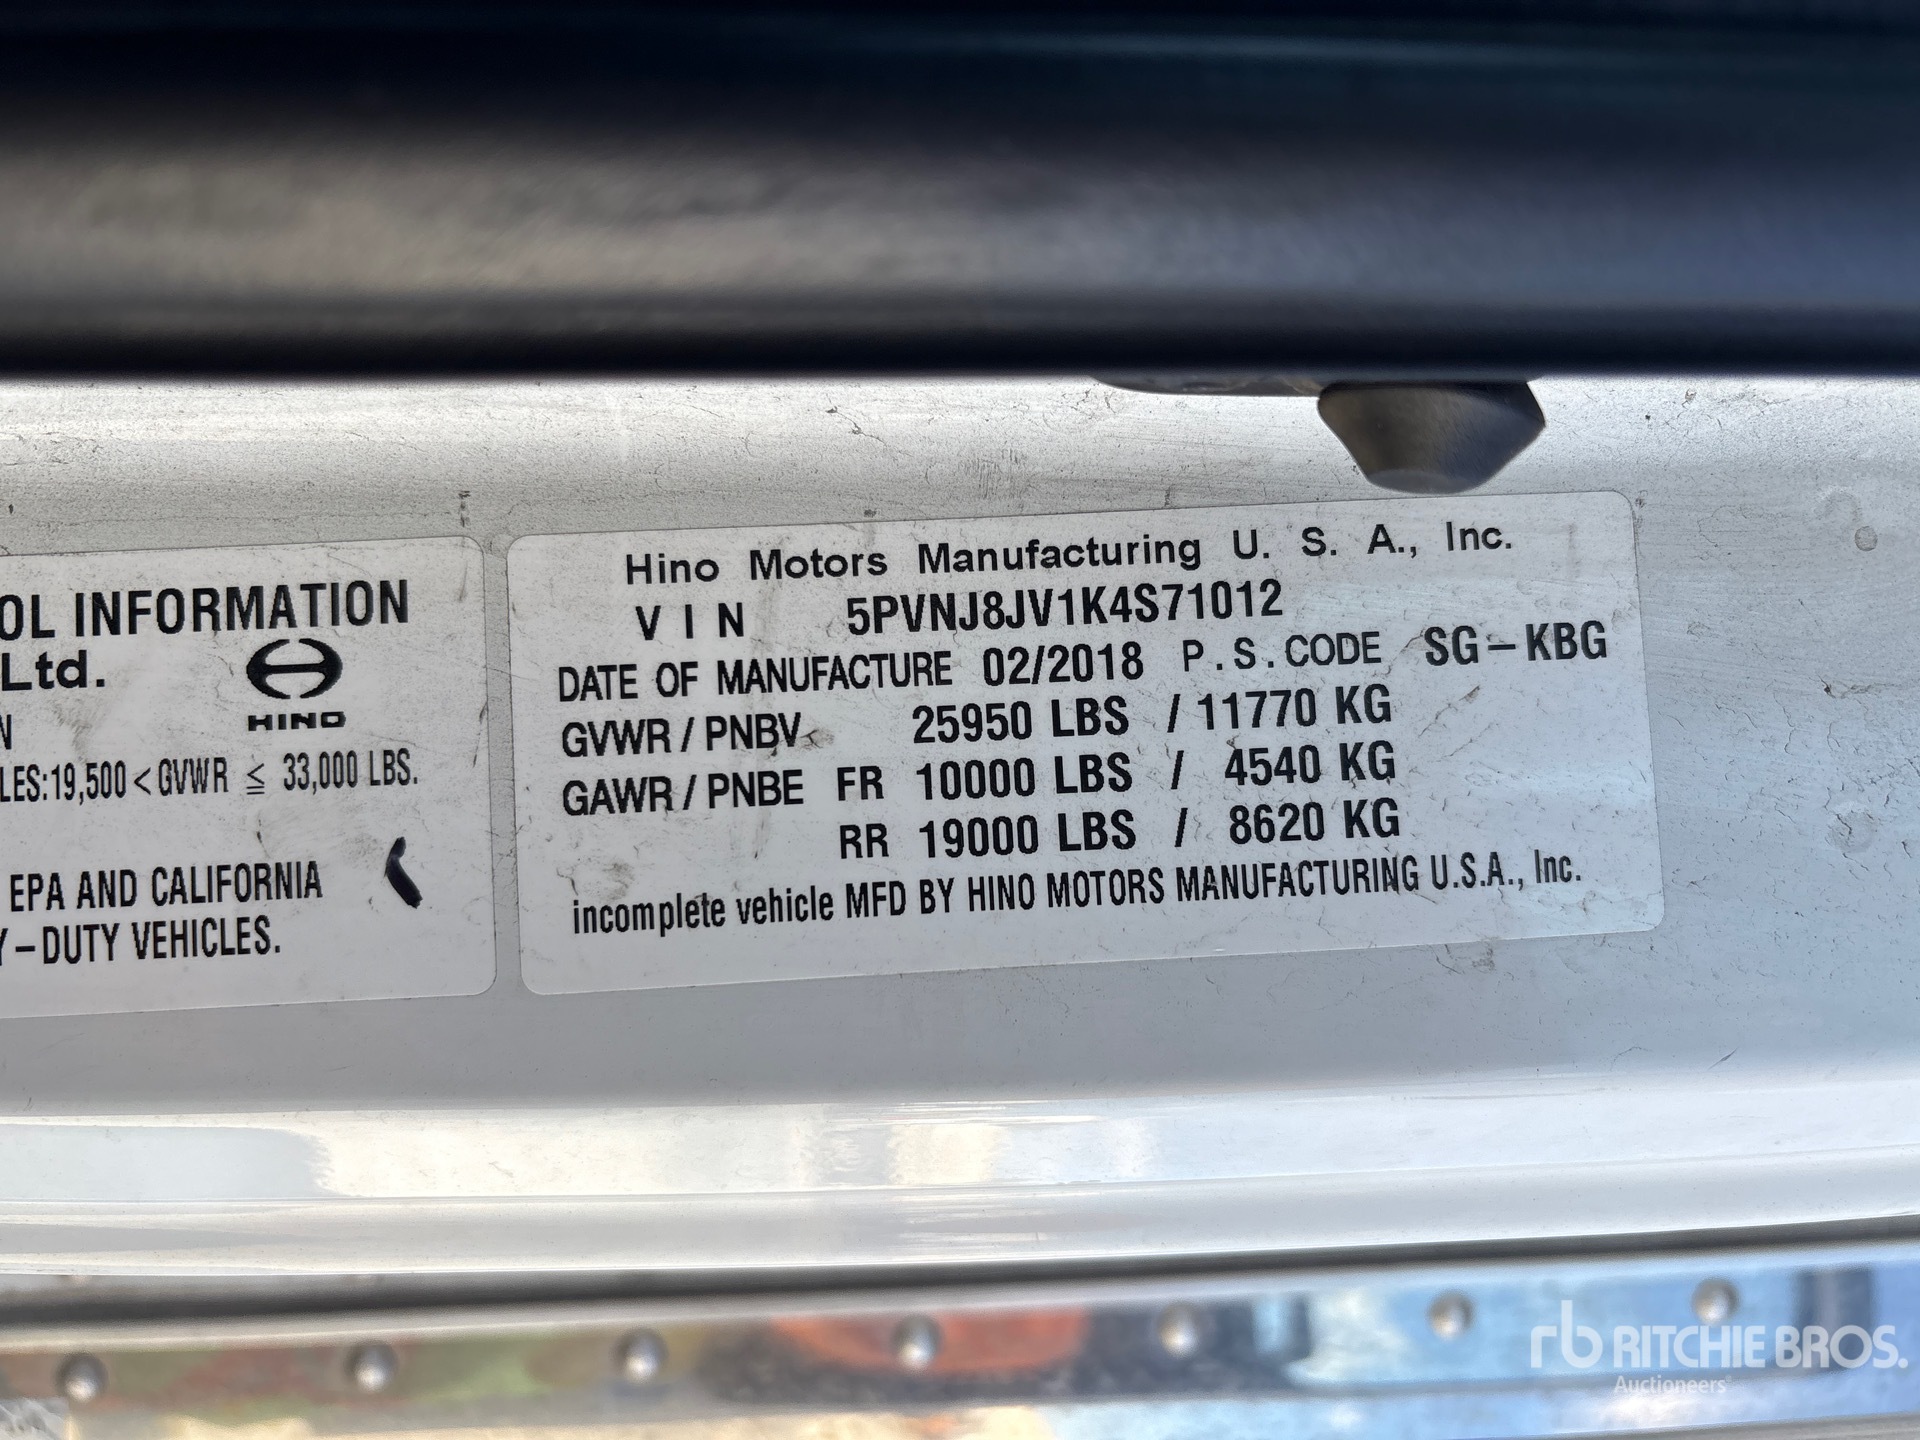 OL INFORMATION
Ltd.
HINO
N
LES:19,500 < GVWR ≦ 33,000 LBS.
EPA AND CALIFORNIA
Y-DUTY VEHICLES.
Hino Motors Manufacturing U. S. A., Inc.
VIN 5PVNJ8JV1K4S71012
DATE OF MANUFACTURE 02/2018 P.S.CODE SG-KBG
GVWR / PNBV 25950 LBS / 11770 KG
GAWR / PNBE FR 10000 LBS / 4540 KG
RR 19000 LBS / 8620 KG
incomplete vehicle MFD BY HINO MOTORS MANUFACTURING U.S.A., Inc.
rb RITCHIE BROS.
Auctioneers